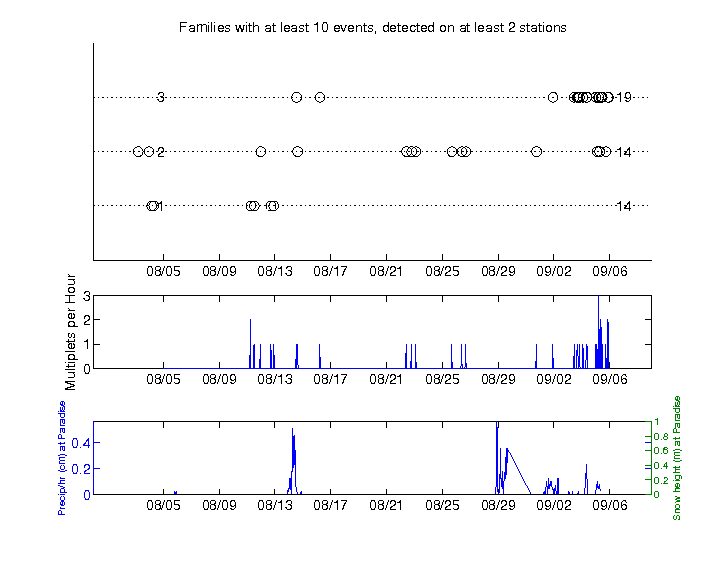 Families with at least 10 events, detected on at least 2 stations
3 19
2 14
1 14
08/05 08/09 08/13 08/17 08/21 08/25 08/29 09/02 09/06
Multiplets per Hour
3
2
1
0
08/05 08/09 08/13 08/17 08/21 08/25 08/29 09/02 09/06
Precip/hr (cm) at Paradise
0.4
0.2
0
1
0.8
0.6
0.4
0.2
0
Snow height (m) at Paradise
08/05 08/09 08/13 08/17 08/21 08/25 08/29 09/02 09/06